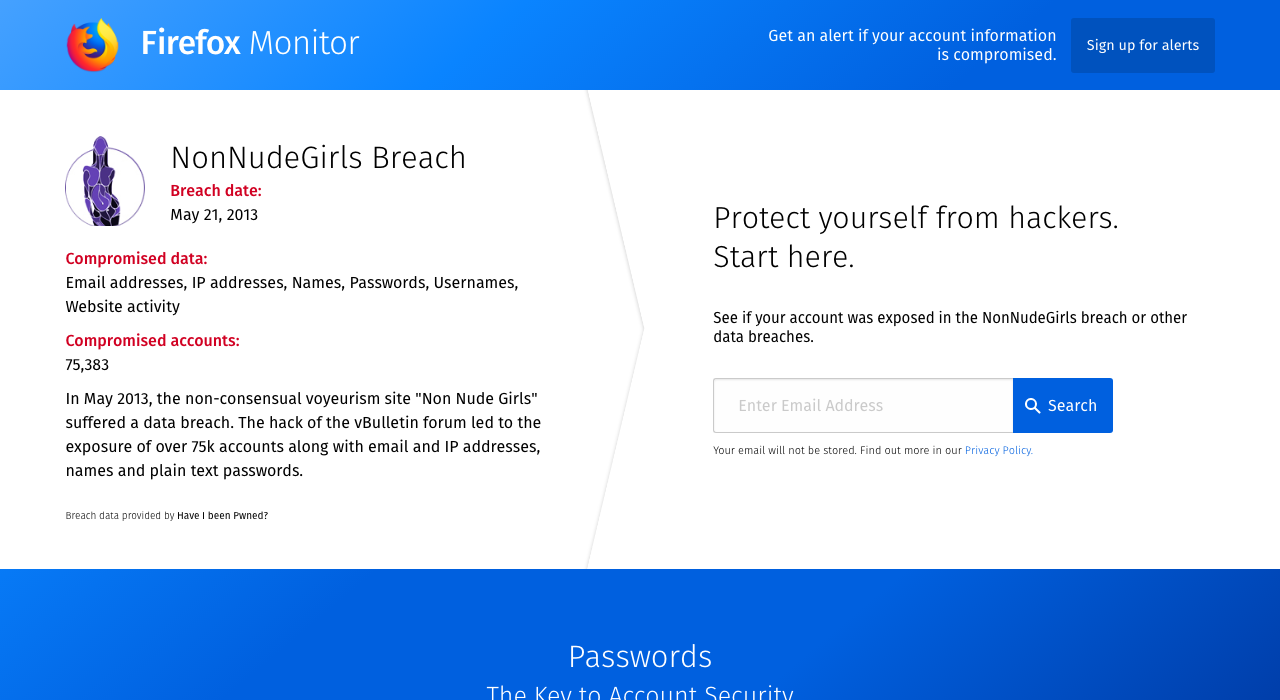 Firefox Monitor
Get an alert if your account information
is compromised.
Sign up for alerts
NonNudeGirls Breach
Breach date:
May 21, 2013
Compromised data:
Email addresses, IP addresses, Names, Passwords, Usernames,
Website activity
Compromised accounts:
75,383
In May 2013, the non-consensual voyeurism site "Non Nude Girls"
suffered a data breach. The hack of the vBulletin forum led to the
exposure of over 75k accounts along with email and IP addresses,
names and plain text passwords.
Breach data provided by Have I been Pwned?
Protect yourself from hackers.
Start here.
See if your account was exposed in the NonNudeGirls breach or other
data breaches.
Enter Email Address
Search
Your email will not be stored. Find out more in our Privacy Policy.
Passwords
The Key to Account Security